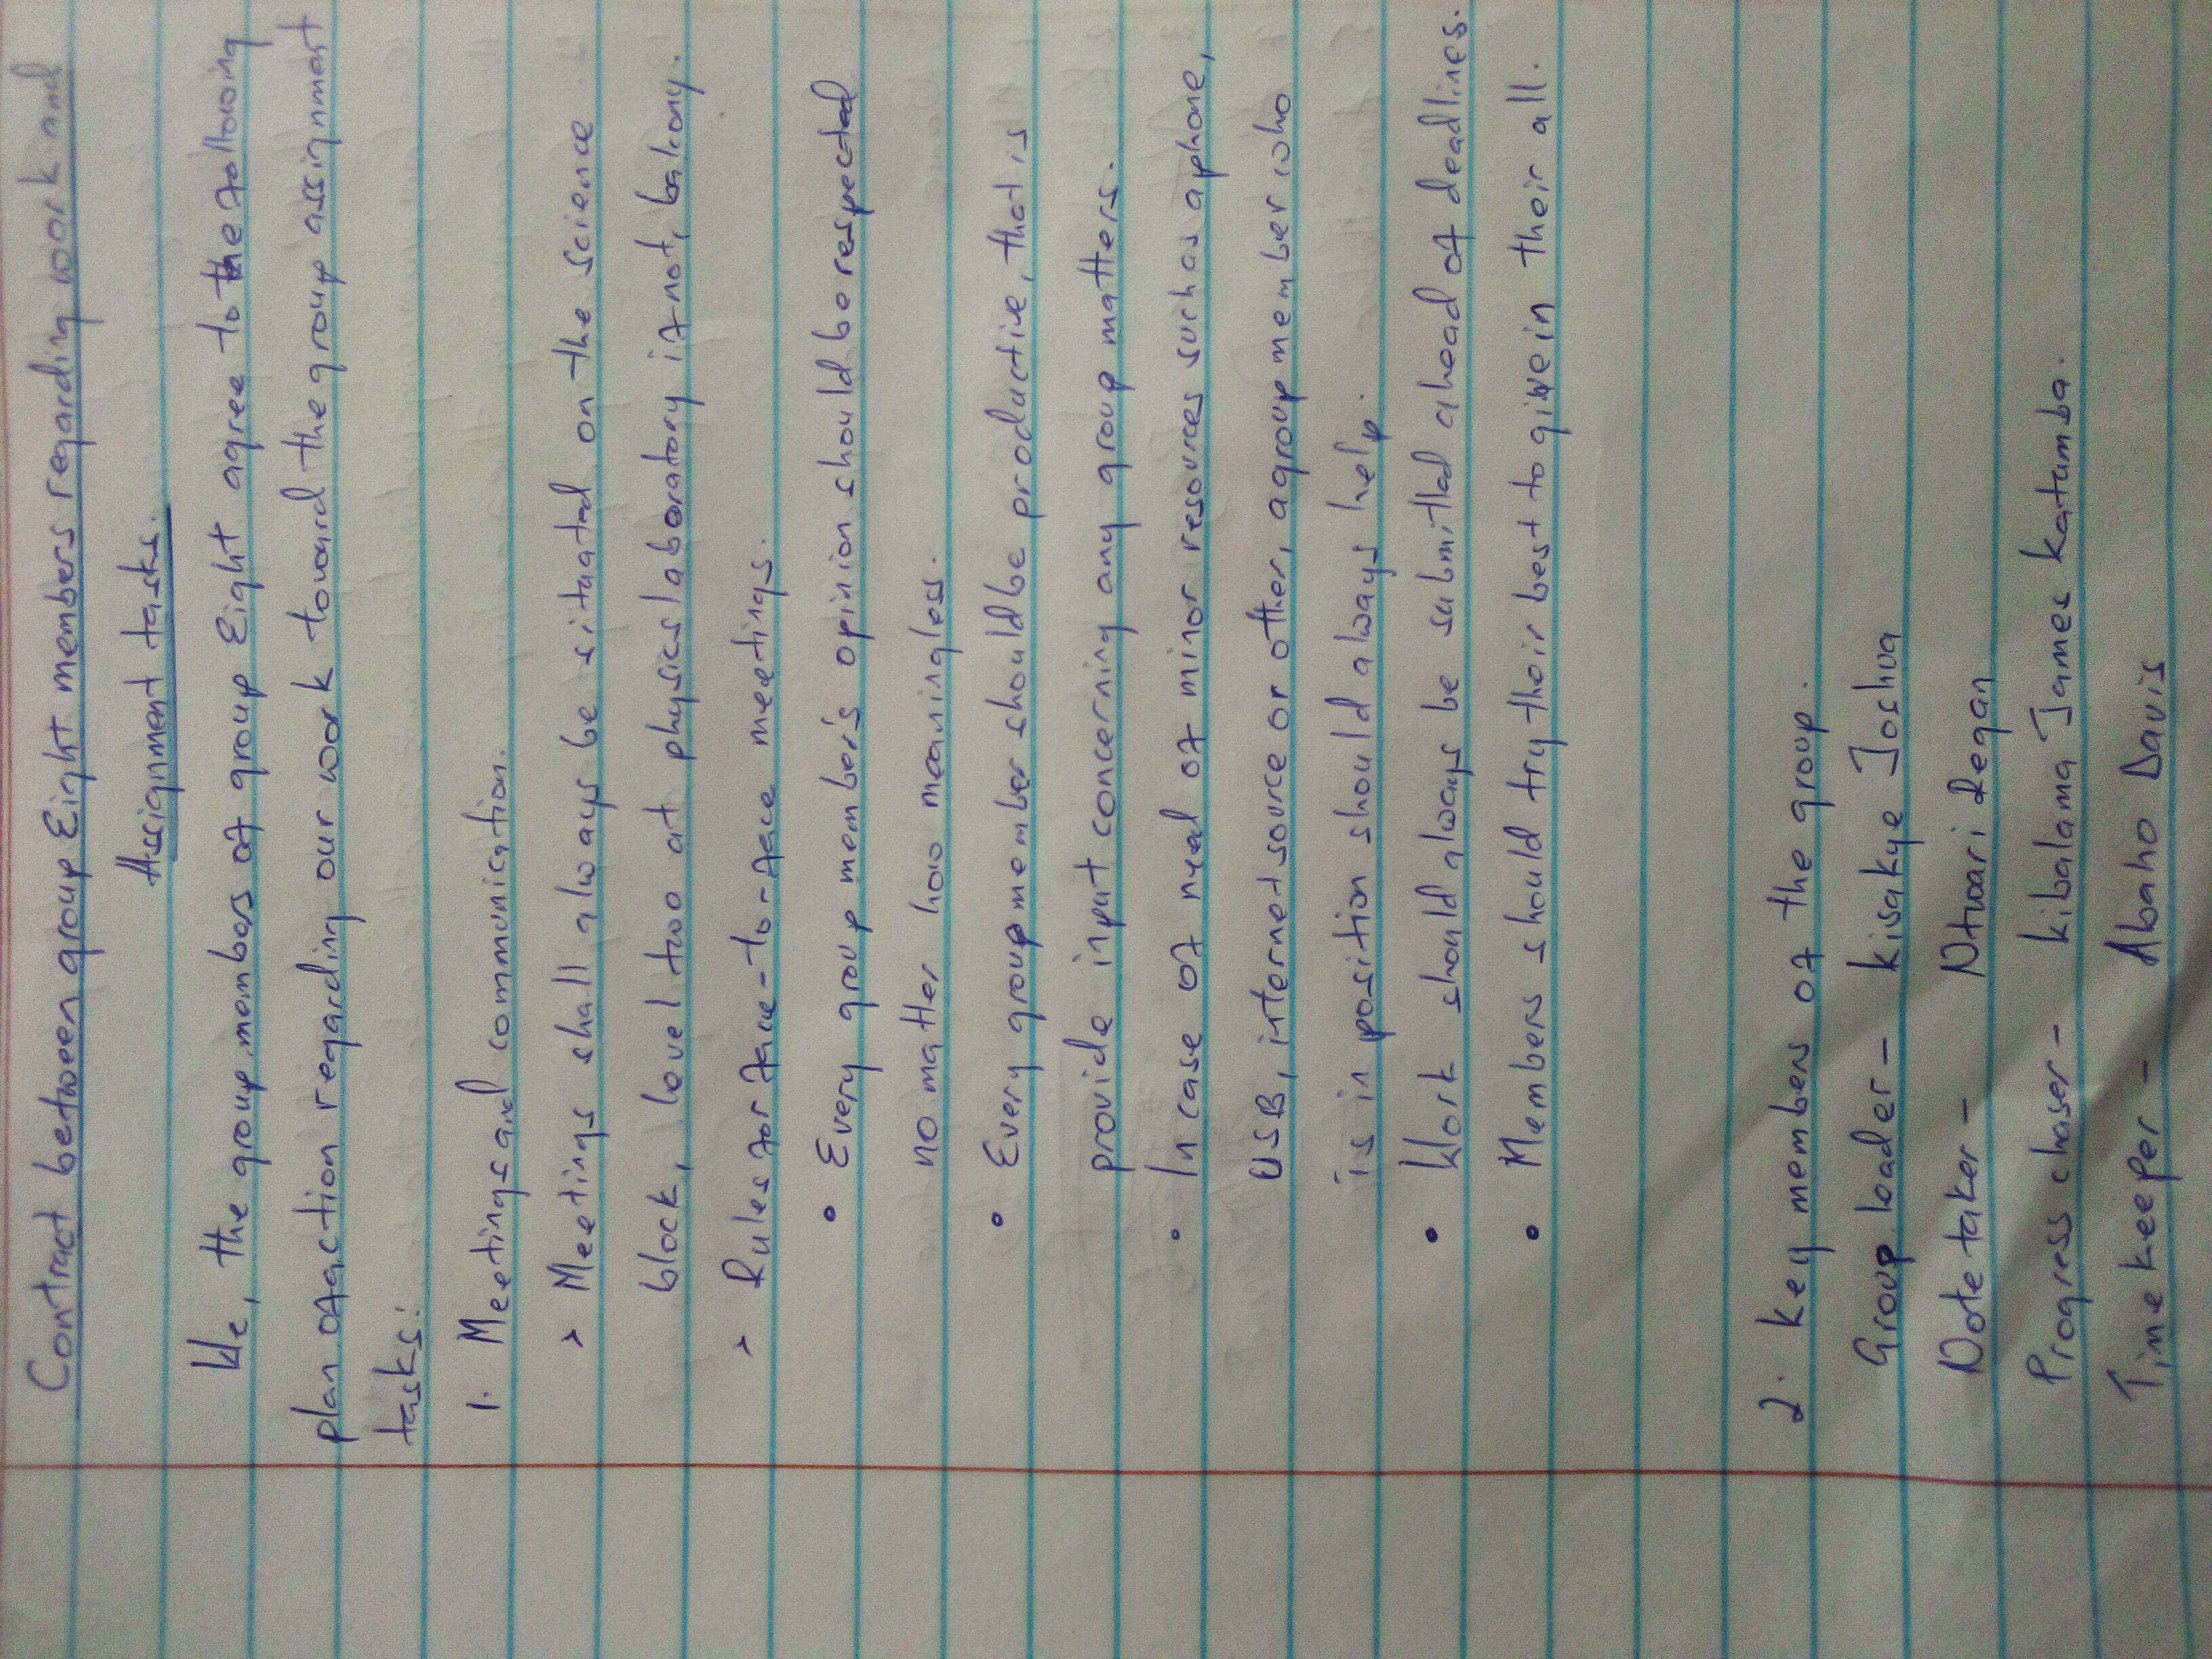 Contract between group Eight members regarding work and
Assignment tasks.
We, the group members of group Eight agree to the following
plan of action regarding our work toward the group assignment
tasks:
1. Meetings and communication.
> Meetings shall always be situated on the science
block, level two at physics laboratory if not, balcony.
> Rules for face-to-face meetings.
• Every group member's opinion should be respected
no matter how meaningless.
• Every group member should be productive, that is
provide input concerning any group matters.
• In case of need of minor resources such as a phone,
USB, internet source or other, a group member who
is in position should always help.
• Work should always be submitted ahead of deadlines.
• Members should try their best to give in their all.
2. Key members of the group.
Group leader - Kisakye Joshua
Note taker - Ntwari Regan
Progress chaser - Kibalama James Katumba.
Time keeper - Abaho Davis